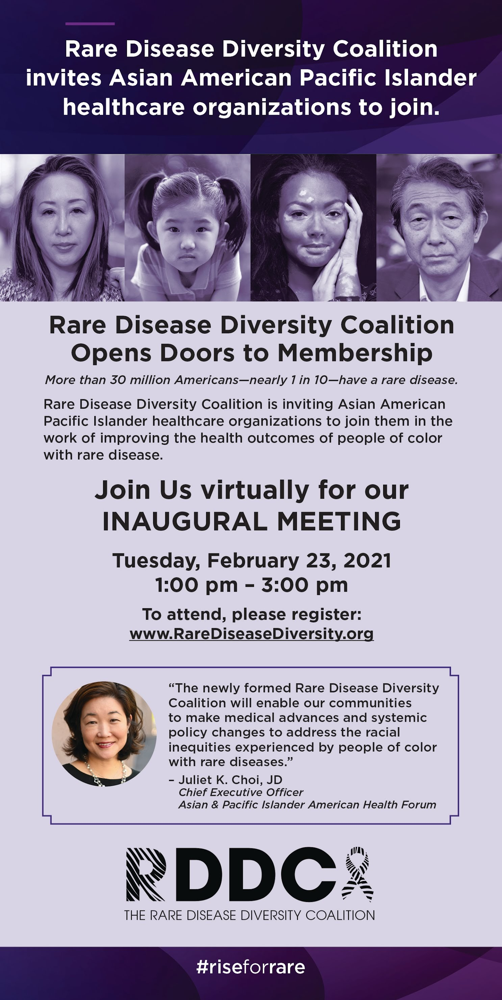 Rare Disease Diversity Coalition
invites Asian American Pacific Islander
healthcare organizations to join.
Rare Disease Diversity Coalition
Opens Doors to Membership
More than 30 million Americans—nearly 1 in 10—have a rare disease.
Rare Disease Diversity Coalition is inviting Asian American
Pacific Islander healthcare organizations to join them in the
work of improving the health outcomes of people of color
with rare disease.
Join Us virtually for our
INAUGURAL MEETING
Tuesday, February 23, 2021
1:00 pm – 3:00 pm
To attend, please register:
www.RareDiseaseDiversity.org
“The newly formed Rare Disease Diversity
Coalition will enable our communities
to make medical advances and systemic
policy changes to address the racial
inequities experienced by people of color
with rare diseases.”
– Juliet K. Choi, JD
Chief Executive Officer
Asian & Pacific Islander American Health Forum
RDDC
THE RARE DISEASE DIVERSITY COALITION
#riseforrare